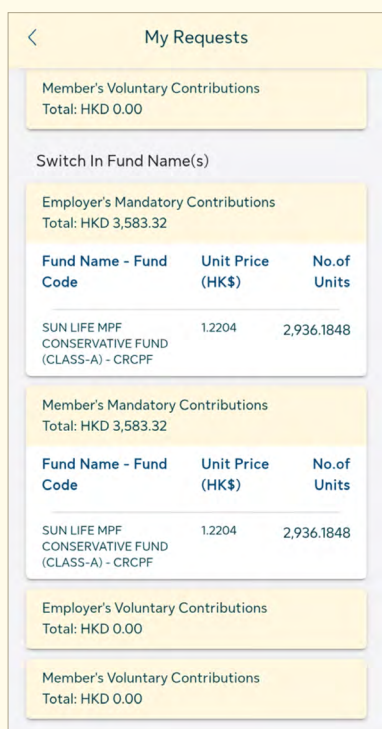 My Requests
Member's Voluntary Contributions
Total: HKD 0.00
Switch In Fund Name(s)
Employer's Mandatory Contributions
Total: HKD 3,583.32
Fund Name - Fund Unit Price No.of
Code (HK$) Units
SUN LIFE MPF 1.2204 2,936.1848
CONSERVATIVE FUND
(CLASS-A) - CRCPF
Member's Mandatory Contributions
Total: HKD 3,583.32
Fund Name - Fund Unit Price No.of
Code (HK$) Units
SUN LIFE MPF 1.2204 2,936.1848
CONSERVATIVE FUND
(CLASS-A) - CRCPF
Employer's Voluntary Contributions
Total: HKD 0.00
Member's Voluntary Contributions
Total: HKD 0.00